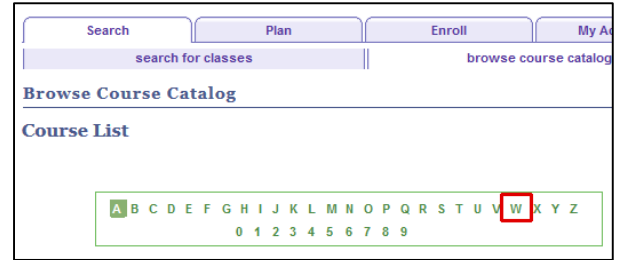 Search Plan Enroll My Ac
search for classes browse course catalog
Browse Course Catalog
Course List
A B C D E F G H I J K L M N O P Q R S T U V W X Y Z
0 1 2 3 4 5 6 7 8 9